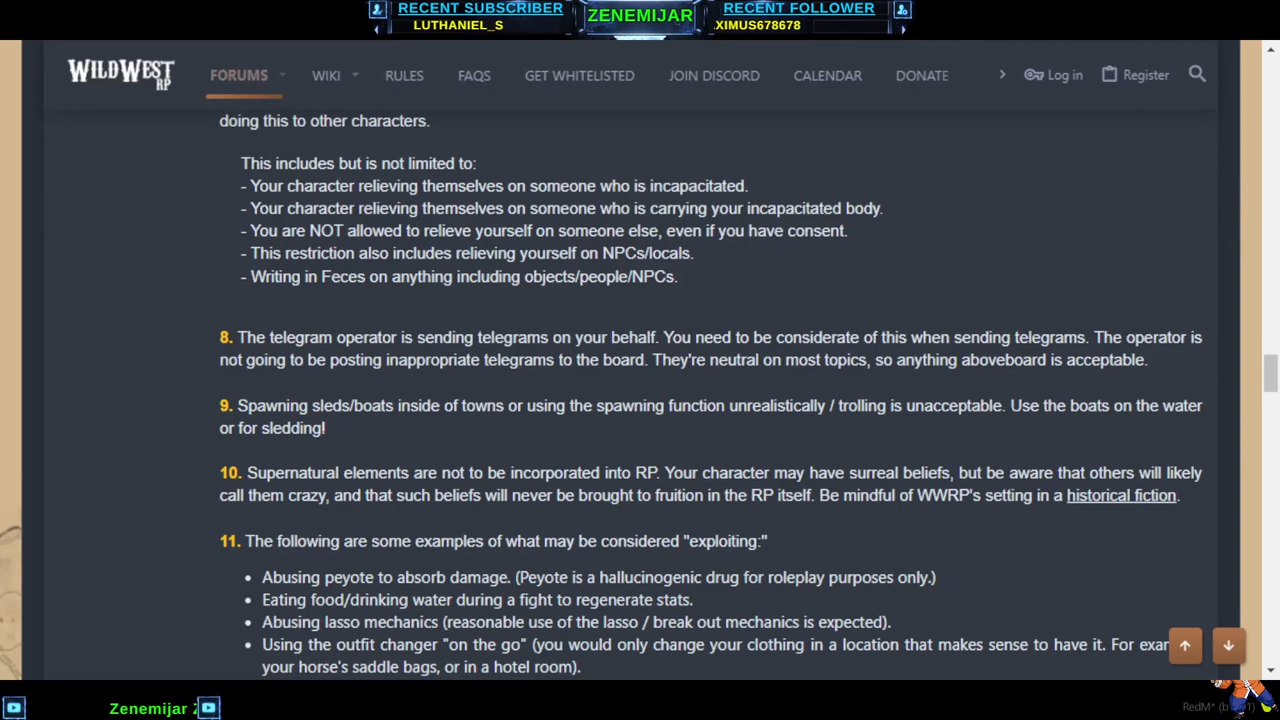 RECENT SUBSCRIBER
LUTHANIEL_S
ZENEMIJAR
RECENT FOLLOWER
XIMUS678678
WILDWEST
RP
FORUMS WIKI RULES FAQS GET WHITELISTED JOIN DISCORD CALENDAR DONATE Log in Register
doing this to other characters.
This includes but is not limited to:
- Your character relieving themselves on someone who is incapacitated.
- Your character relieving themselves on someone who is carrying your incapacitated body.
- You are NOT allowed to relieve yourself on someone else, even if you have consent.
- This restriction also includes relieving yourself on NPCs/locals.
- Writing in Feces on anything including objects/people/NPCs.
8. The telegram operator is sending telegrams on your behalf. You need to be considerate of this when sending telegrams. The operator is
not going to be posting inappropriate telegrams to the board. They're neutral on most topics, so anything aboveboard is acceptable.
9. Spawning sleds/boats inside of towns or using the spawning function unrealistically / trolling is unacceptable. Use the boats on the water
or for sledding!
10. Supernatural elements are not to be incorporated into RP. Your character may have surreal beliefs, but be aware that others will likely
call them crazy, and that such beliefs will never be brought to fruition in the RP itself. Be mindful of WWRP's setting in a historical fiction.
11. The following are some examples of what may be considered "exploiting:"
• Abusing peyote to absorb damage. (Peyote is a hallucinogenic drug for roleplay purposes only.)
• Eating food/drinking water during a fight to regenerate stats.
• Abusing lasso mechanics (reasonable use of the lasso / break out mechanics is expected).
• Using the outfit changer "on the go" (you would only change your clothing in a location that makes sense to have it. For exam
your horse's saddle bags, or in a hotel room).
Zenemijar Z
RedM*